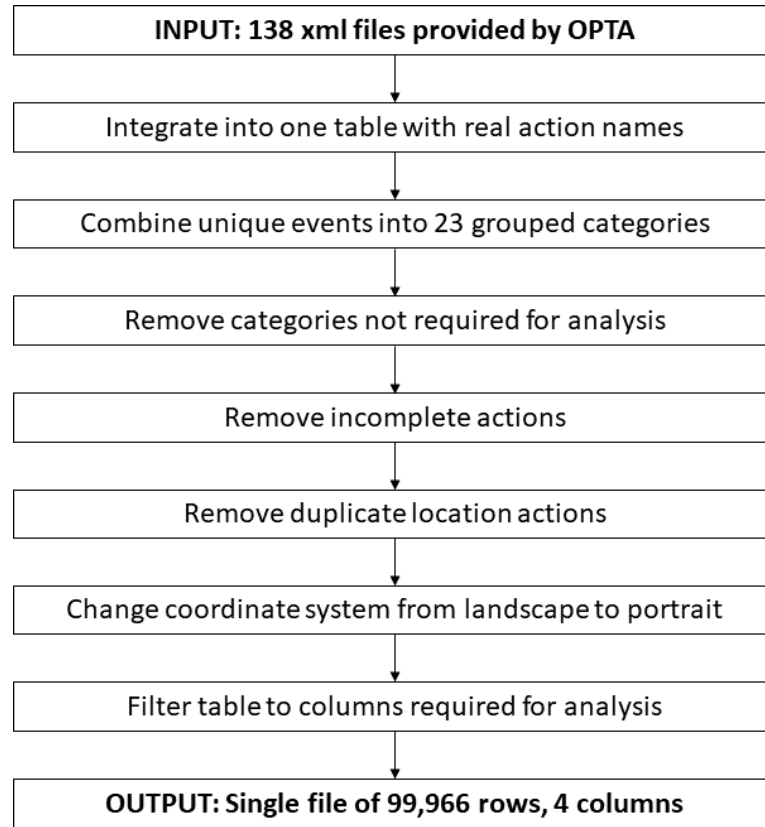 INPUT: 138 xml files provided by OPTA
Integrate into one table with real action names
Combine unique events into 23 grouped categories
Remove categories not required for analysis
Remove incomplete actions
Remove duplicate location actions
Change coordinate system from landscape to portrait
Filter table to columns required for analysis
OUTPUT: Single file of 99,966 rows, 4 columns